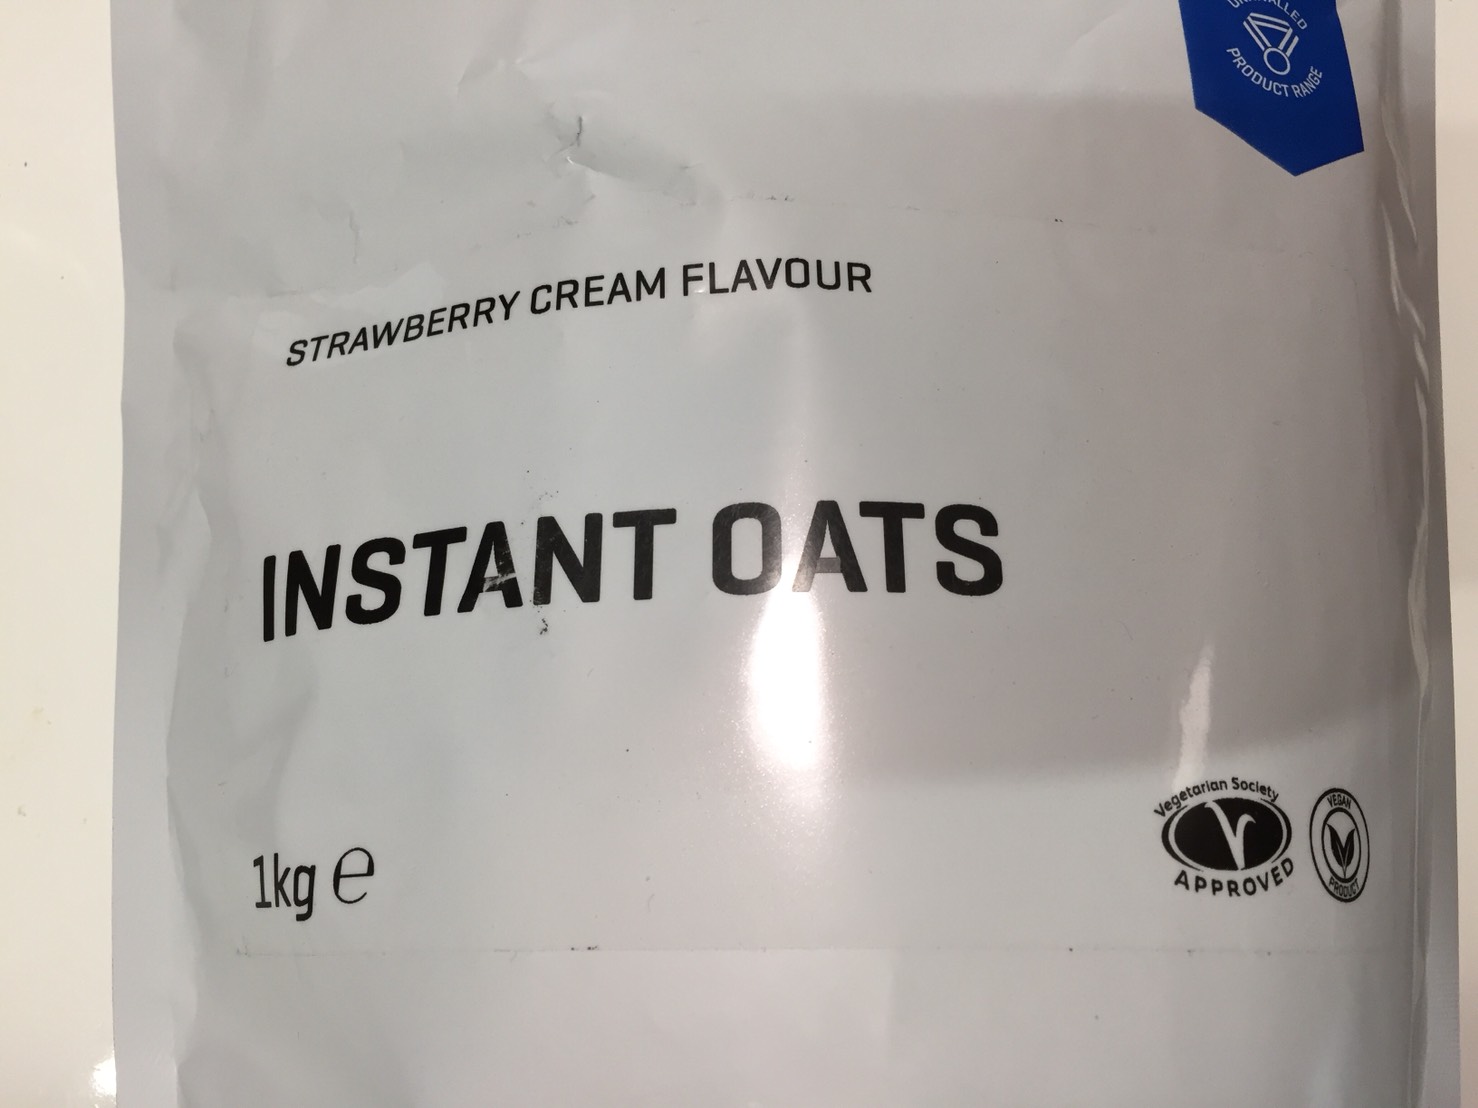 PRODUCT RANGE
STRAWBERRY CREAM FLAVOUR
INSTANT OATS
1kg ℮
Vegetarian Society
APPROVED
VEGAN
PRODUCT